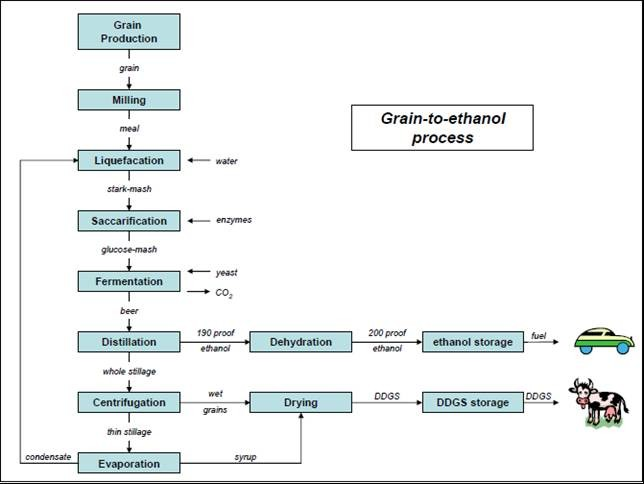 Grain
Production
grain
Milling
Grain-to-ethanol
process
meal
Liquefacation
water
stark-mash
Saccarification
enzymes
glucose-mash
Fermentation
yeast
CO2
beer
Distillation
190 proof
ethanol
Dehydration
200 proof
ethanol
ethanol storage
fuel
whole stillage
Centrifugation
wet
grains
Drying
DDGS
DDGS storage
DDGS
thin stillage
condensate
Evaporation
syrup